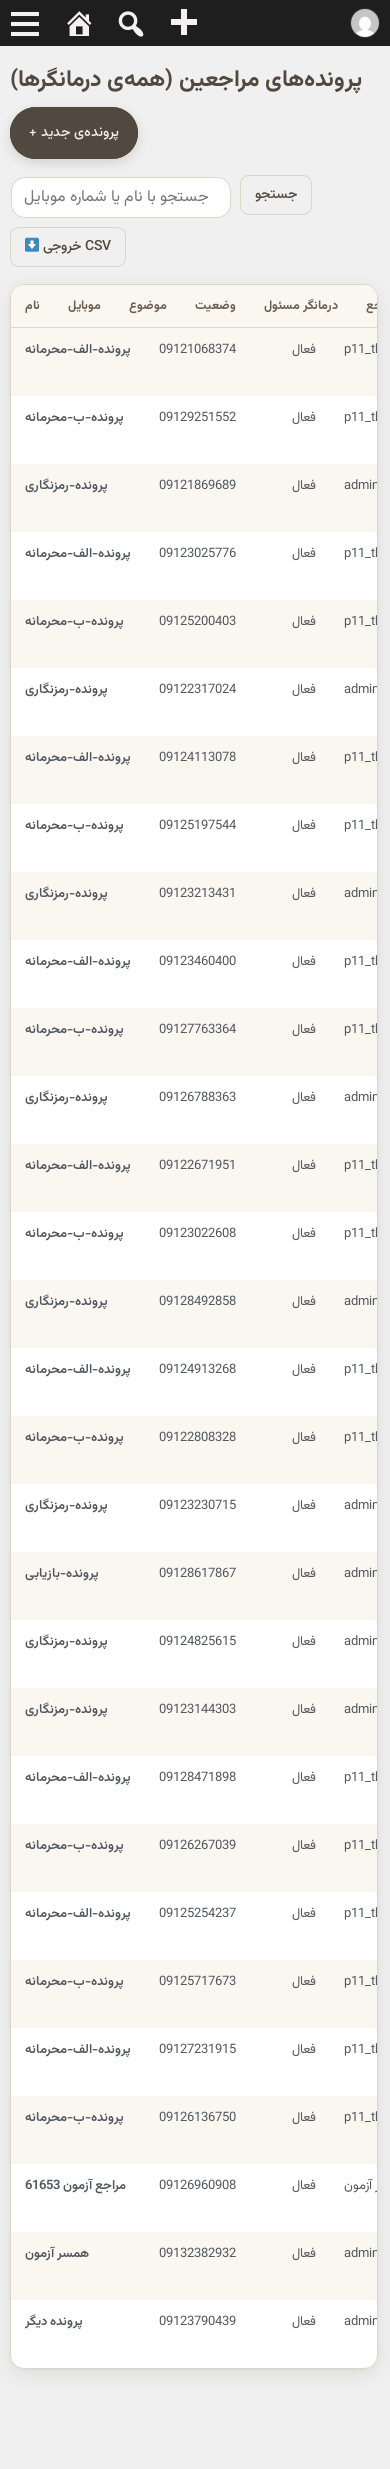 پرونده‌های مراجعین (همه‌ی درمانگرها)
پرونده‌ی جدید +
جستجو با نام یا شماره موبایل جستجو
CSV خروجی
نام موبایل موضوع وضعیت درمانگر مسئول
پرونده-الف-محرمانه 09121068374 فعال
پرونده-ب-محرمانه 09129251552 فعال
پرونده-رمزنگاری 09121869689 فعال admin
پرونده-الف-محرمانه 09123025776 فعال
پرونده-ب-محرمانه 09125200403 فعال
پرونده-رمزنگاری 09122317024 فعال admin
پرونده-الف-محرمانه 09124113078 فعال
پرونده-ب-محرمانه 09125197544 فعال
پرونده-رمزنگاری 09123213431 فعال admin
پرونده-الف-محرمانه 09123460400 فعال
پرونده-ب-محرمانه 09127763364 فعال
پرونده-رمزنگاری 09126788363 فعال admin
پرونده-الف-محرمانه 09122671951 فعال
پرونده-ب-محرمانه 09123022608 فعال
پرونده-رمزنگاری 09128492858 فعال admin
پرونده-الف-محرمانه 09124913268 فعال
پرونده-ب-محرمانه 09122808328 فعال
پرونده-رمزنگاری 09123230715 فعال admin
پرونده-بازیابی 09128617867 فعال admin
پرونده-رمزنگاری 09124825615 فعال admin
پرونده-رمزنگاری 09123144303 فعال admin
پرونده-الف-محرمانه 09128471898 فعال
پرونده-ب-محرمانه 09126267039 فعال
پرونده-الف-محرمانه 09125254237 فعال
پرونده-ب-محرمانه 09125717673 فعال
پرونده-الف-محرمانه 09127231915 فعال
پرونده-ب-محرمانه 09126136750 فعال
مراجع آزمون 61653 09126960908 فعال آزمون
همسر آزمون 09132382932 فعال admin
پرونده دیگر 09123790439 فعال admin